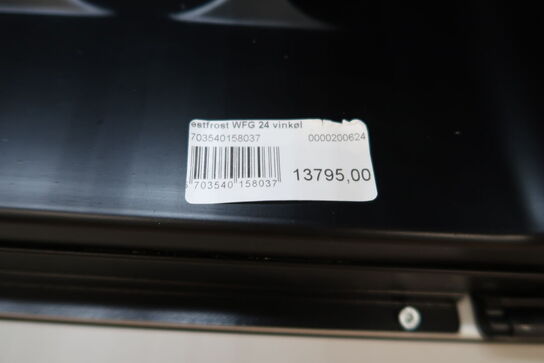 estfrost WFG 24 vinkøl
703540158037 0000200624
703540 158037 13795,00